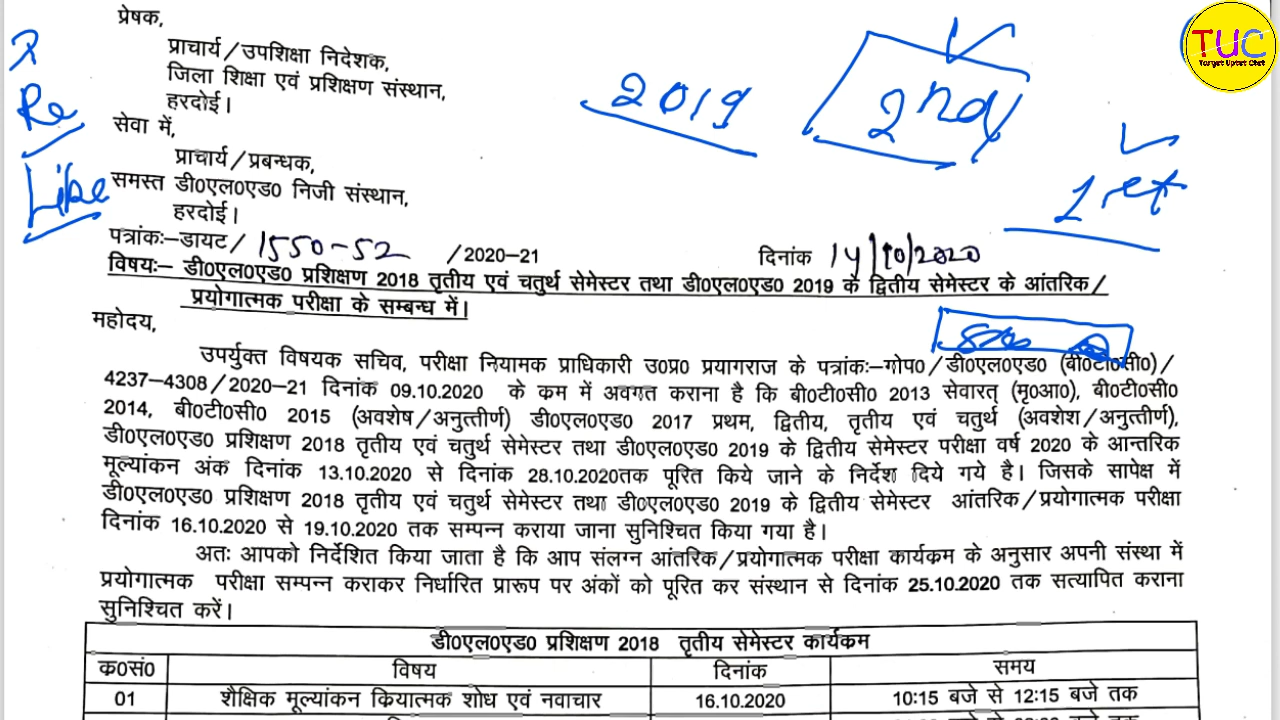 TUC
Target Uptet Ctet
प्रेषक,
प्राचार्य/उपशिक्षा निदेशक,
जिला शिक्षा एवं प्रशिक्षण संस्थान,
हरदोई।
Re
Like
2019
2nd
1 st
सेवा में,
प्राचार्य/प्रबन्धक,
समस्त डी0एल0एड0 निजी संस्थान,
हरदोई।
पत्रांकः-डायट/ 1550-52 /2020-21 दिनांक 14/10/2020
विषयः- डी0एल0एड0 प्रशिक्षण 2018 तृतीय एवं चतुर्थ सेमेस्टर तथा डी0एल0एड0 2019 के द्वितीय सेमेस्टर के आंतरिक/
प्रयोगात्मक परीक्षा के सम्बन्ध में।
महोदय,
उपर्युक्त विषयक सचिव, परीक्षा नियामक प्राधिकारी उ0प्र0 प्रयागराज के पत्रांकः-गोप0/डी0एल0एड0 (बी0टी0सी0)/
4237-4308/2020-21 दिनांक 09.10.2020 के क्रम में अवगत कराना है कि बी0टी0सी0 2013 सेवारत् (मृ0आ0), बी0टी0सी0
2014, बी0टी0सी0 2015 (अवशेष/अनुत्तीर्ण) डी0एल0एड0 2017 प्रथम, द्वितीय, तृतीय एवं चतुर्थ (अवशेश/अनुत्तीर्ण),
डी0एल0एड0 प्रशिक्षण 2018 तृतीय एवं चतुर्थ सेमेस्टर तथा डी0एल0एड0 2019 के द्वितीय सेमेस्टर परीक्षा वर्ष 2020 के आन्तरिक
मूल्यांकन अंक दिनांक 13.10.2020 से दिनांक 28.10.2020तक पूरित किये जाने के निर्देश दिये गये है। जिसके सापेक्ष में
डी0एल0एड0 प्रशिक्षण 2018 तृतीय एवं चतुर्थ सेमेस्टर तथा डी0एल0एड0 2019 के द्वितीय सेमेस्टर आंतरिक/प्रयोगात्मक परीक्षा
दिनांक 16.10.2020 से 19.10.2020 तक सम्पन्न कराया जाना सुनिश्चित किया गया है।
अतः आपको निर्देशित किया जाता है कि आप संलग्न आंतरिक/प्रयोगात्मक परीक्षा कार्यक्रम के अनुसार अपनी संस्था में
प्रयोगात्मक परीक्षा सम्पन्न कराकर निर्धारित प्रारूप पर अंकों को पूरित कर संस्थान से दिनांक 25.10.2020 तक सत्यापित कराना
सुनिश्चित करें।
डी0एल0एड0 प्रशिक्षण 2018 तृतीय सेमेस्टर कार्यक्रम
क्र0सं0 विषय दिनांक समय
01 शैक्षिक मूल्यांकन क्रियात्मक शोध एवं नवाचार 16.10.2020 10:15 बजे से 12:15 बजे तक